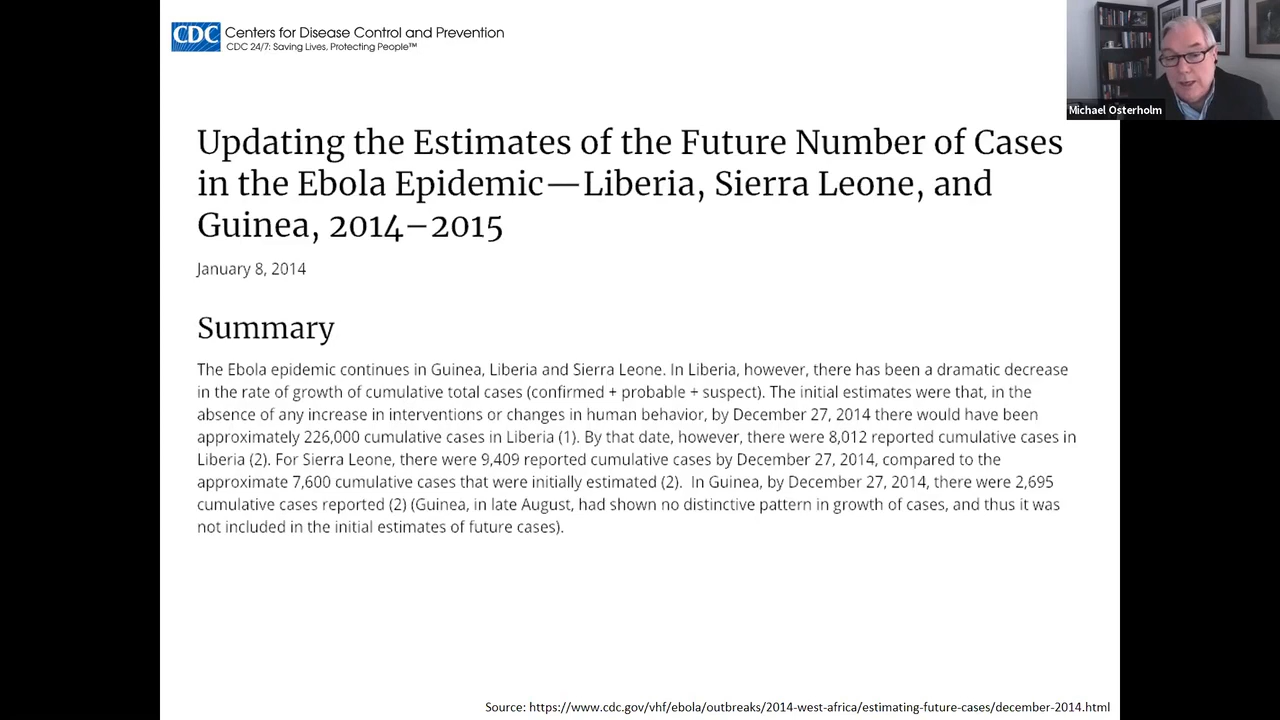 CDC Centers for Disease Control and Prevention
CDC 24/7: Saving Lives, Protecting People™
Michael Osterholm
Updating the Estimates of the Future Number of Cases
in the Ebola Epidemic—Liberia, Sierra Leone, and
Guinea, 2014–2015
January 8, 2014
Summary
The Ebola epidemic continues in Guinea, Liberia and Sierra Leone. In Liberia, however, there has been a dramatic decrease
in the rate of growth of cumulative total cases (confirmed + probable + suspect). The initial estimates were that, in the
absence of any increase in interventions or changes in human behavior, by December 27, 2014 there would have been
approximately 226,000 cumulative cases in Liberia (1). By that date, however, there were 8,012 reported cumulative cases in
Liberia (2). For Sierra Leone, there were 9,409 reported cumulative cases by December 27, 2014, compared to the
approximate 7,600 cumulative cases that were initially estimated (2). In Guinea, by December 27, 2014, there were 2,695
cumulative cases reported (2) (Guinea, in late August, had shown no distinctive pattern in growth of cases, and thus it was
not included in the initial estimates of future cases).
Source: https://www.cdc.gov/vhf/ebola/outbreaks/2014-west-africa/estimating-future-cases/december-2014.html